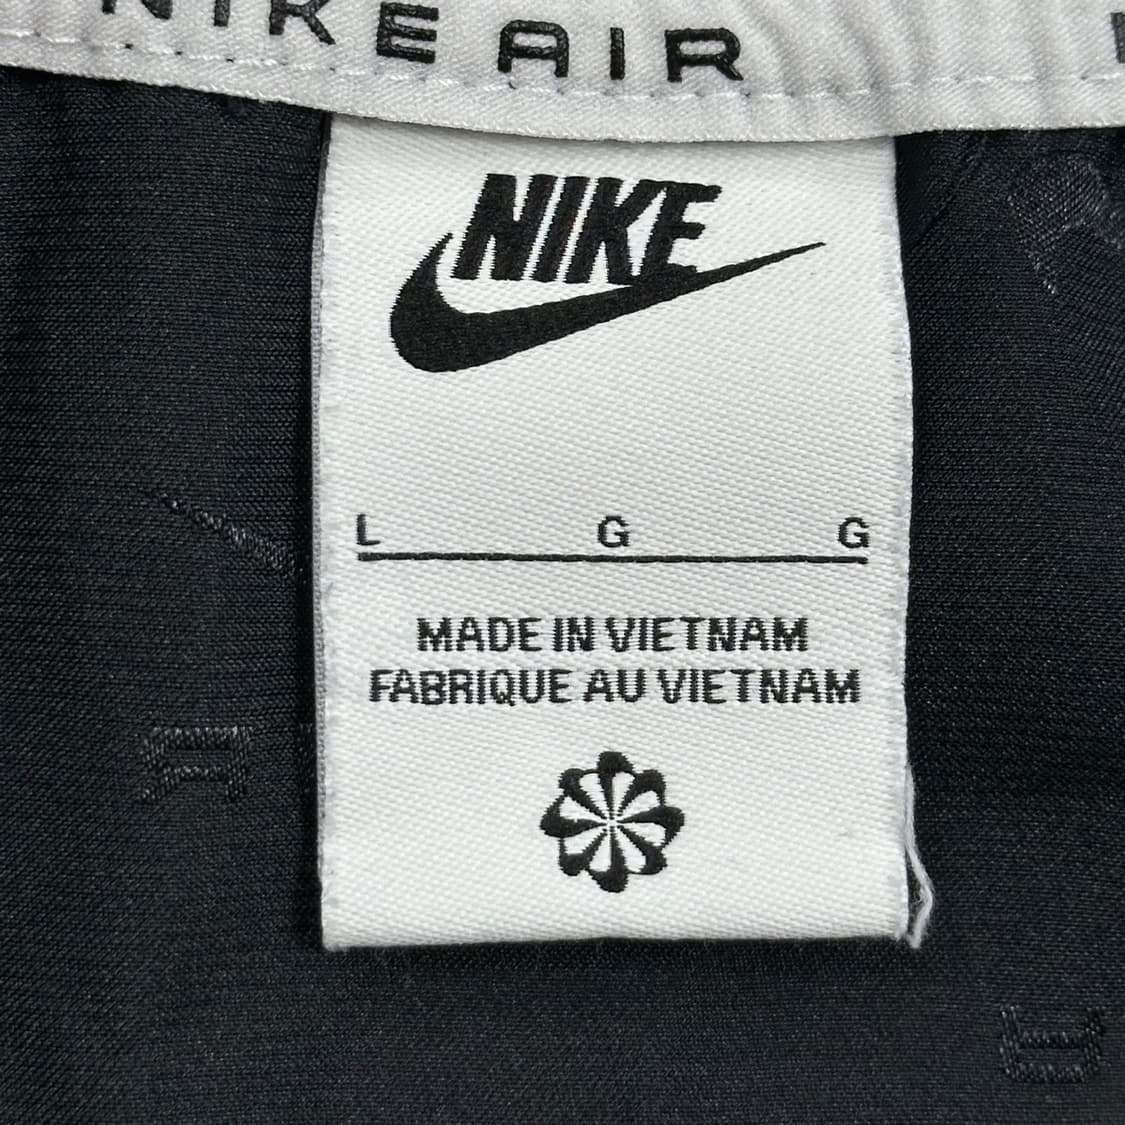 NIKE AIR
NIKE
L G G
MADE IN VIETNAM
FABRIQUE AU VIETNAM